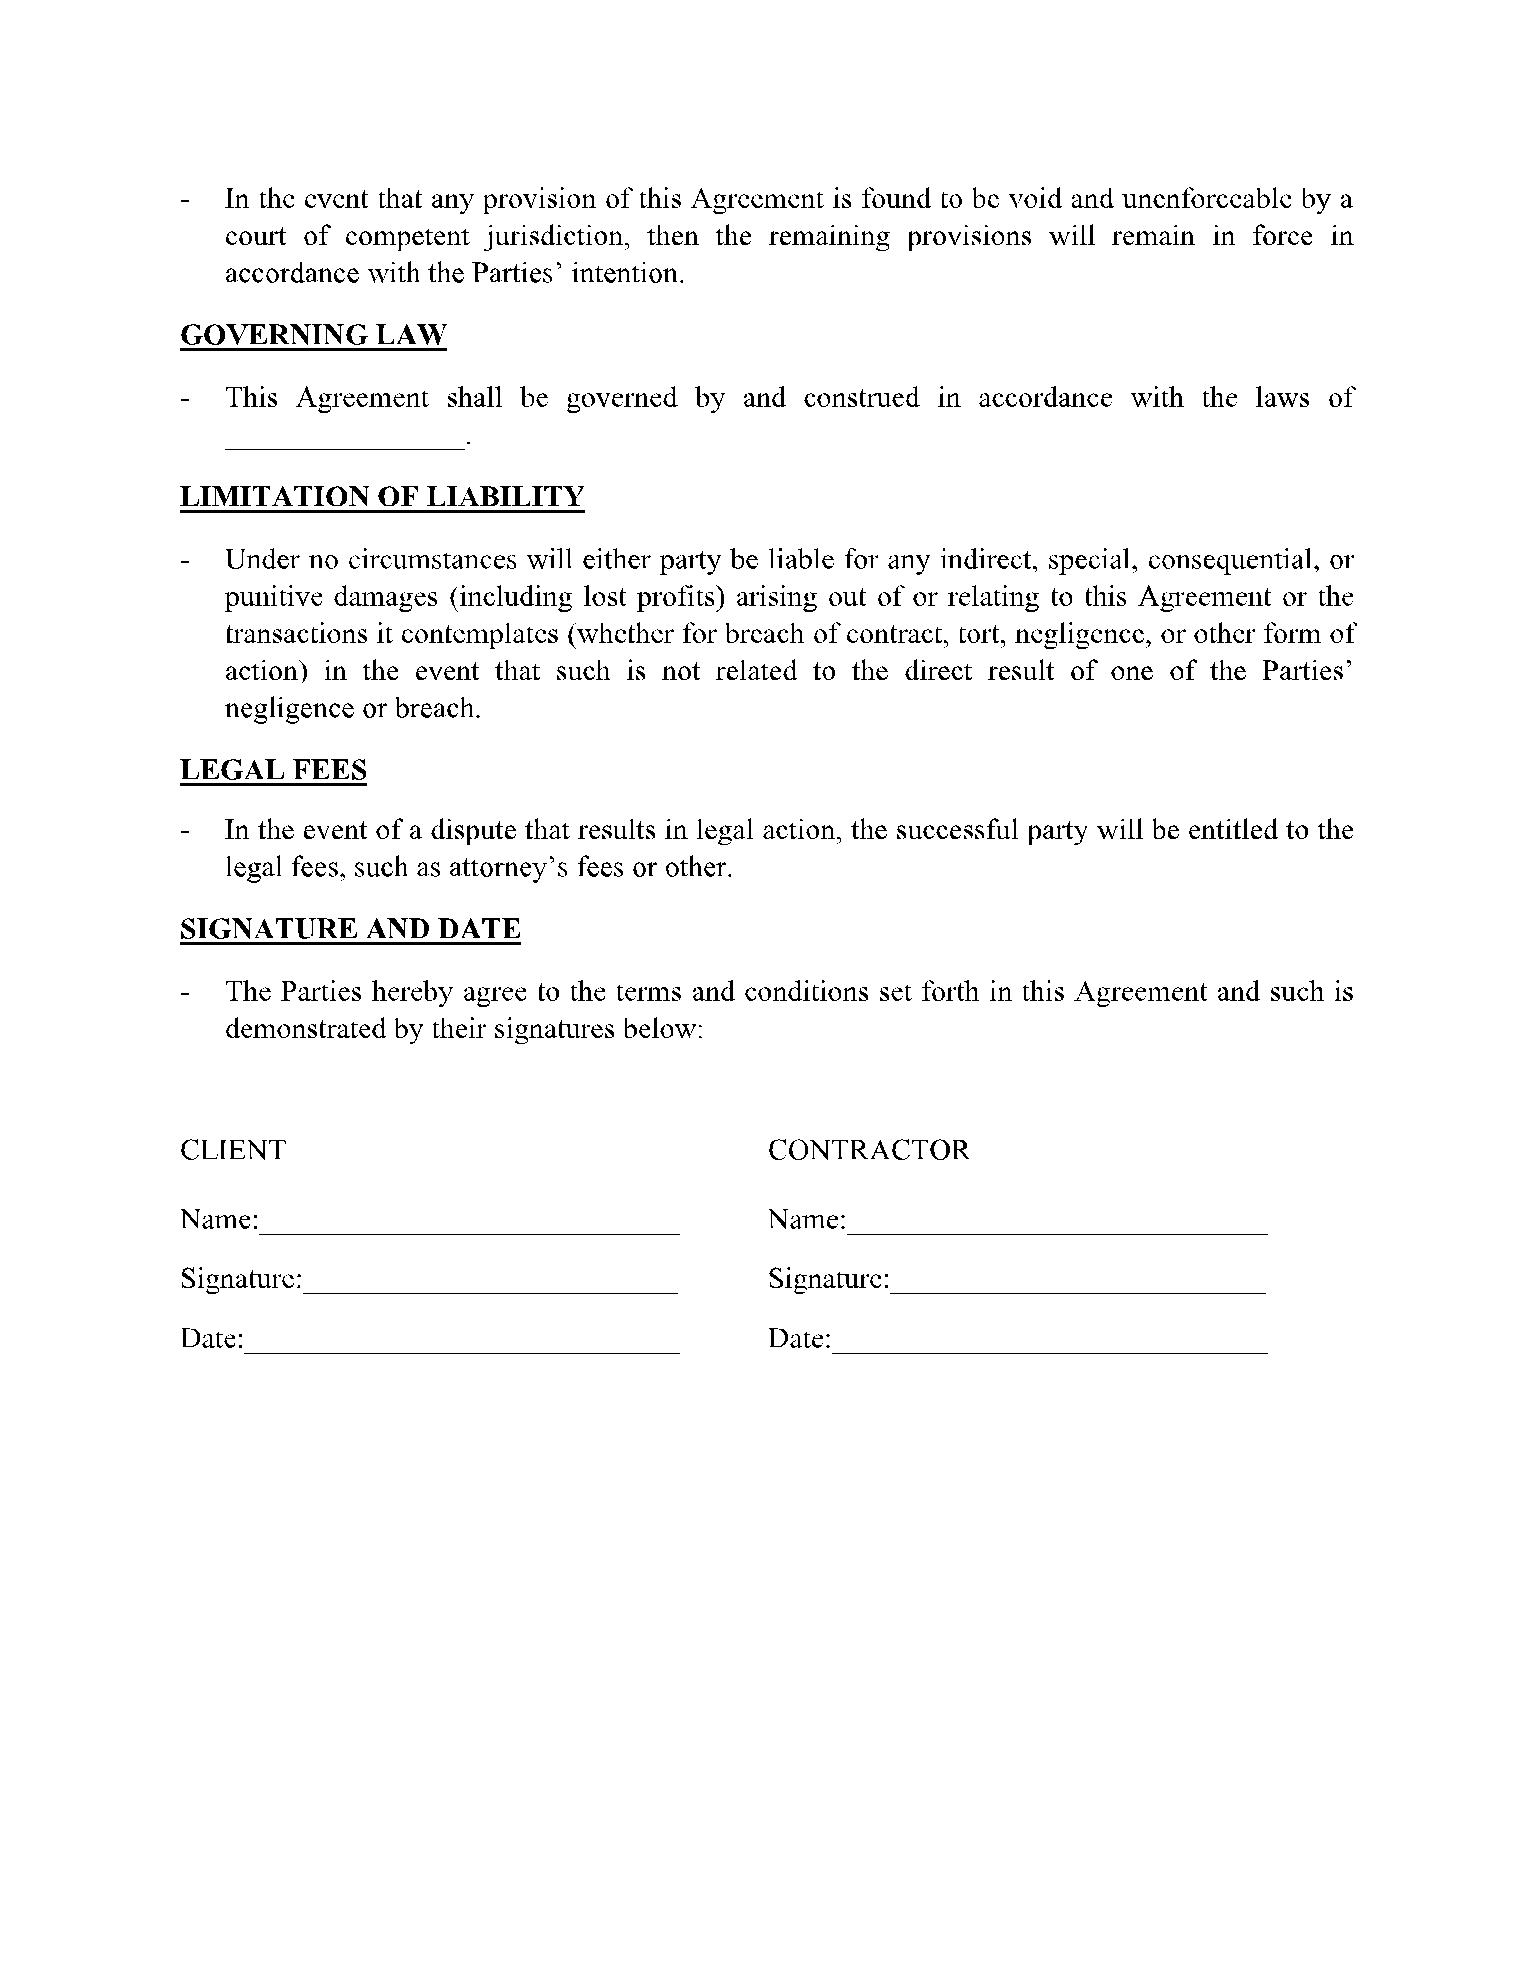 - In the event that any provision of this Agreement is found to be void and unenforceable by a
court of competent jurisdiction, then the remaining provisions will remain in force in
accordance with the Parties’ intention.
GOVERNING LAW
- This Agreement shall be governed by and construed in accordance with the laws of
_________________.
LIMITATION OF LIABILITY
- Under no circumstances will either party be liable for any indirect, special, consequential, or
punitive damages (including lost profits) arising out of or relating to this Agreement or the
transactions it contemplates (whether for breach of contract, tort, negligence, or other form of
action) in the event that such is not related to the direct result of one of the Parties’
negligence or breach.
LEGAL FEES
- In the event of a dispute that results in legal action, the successful party will be entitled to the
legal fees, such as attorney’s fees or other.
SIGNATURE AND DATE
- The Parties hereby agree to the terms and conditions set forth in this Agreement and such is
demonstrated by their signatures below:
CLIENT CONTRACTOR
Name:______________________________ Name:______________________________
Signature:___________________________ Signature:___________________________
Date:_______________________________ Date:_______________________________